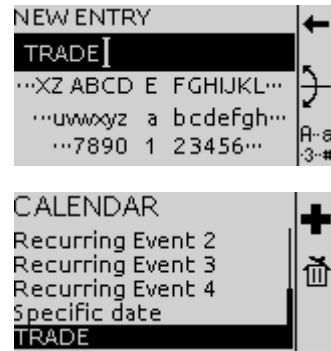 NEW ENTRY
TRADE
···XZ ABCD E FGHIJKL···
···uvwxyz a bcdefgh···
···7890 1 23456···
A-a
·3··#
CALENDAR
Recurring Event 2
Recurring Event 3
Recurring Event 4
Specific date
TRADE